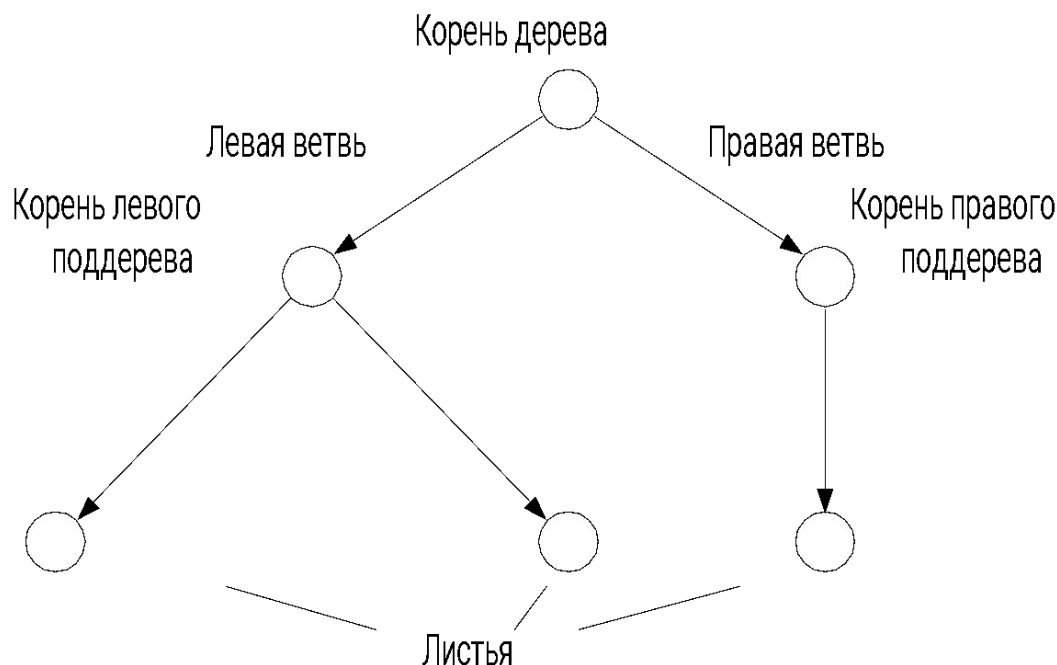 Корень дерева
Левая ветвь
Правая ветвь
Корень левого
поддерева
Корень правого
поддерева
Листья